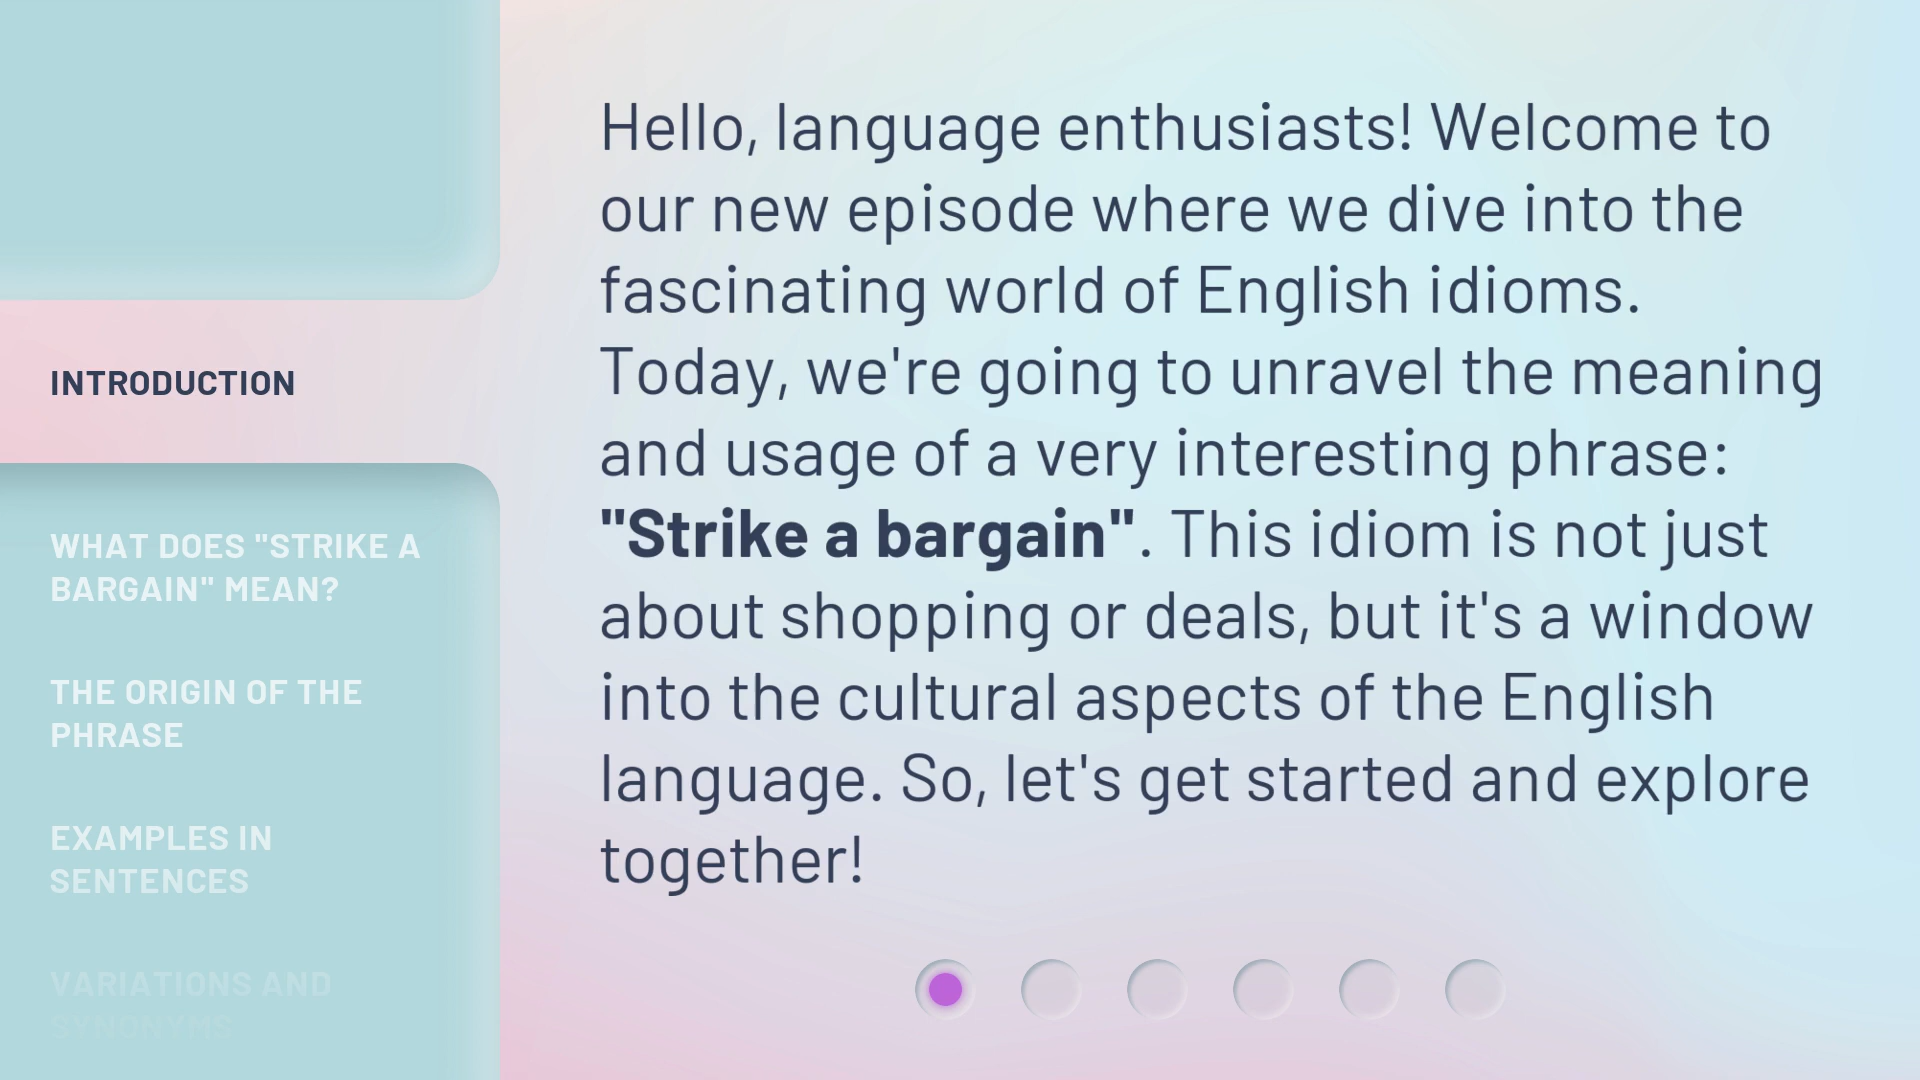 INTRODUCTION
WHAT DOES "STRIKE A
BARGAIN" MEAN?
THE ORIGIN OF THE
PHRASE
EXAMPLES IN
SENTENCES
VARIATIONS AND
SYNONYMS
Hello, language enthusiasts! Welcome to
our new episode where we dive into the
fascinating world of English idioms.
Today, we're going to unravel the meaning
and usage of a very interesting phrase:
"Strike a bargain". This idiom is not just
about shopping or deals, but it's a window
into the cultural aspects of the English
language. So, let's get started and explore
together!